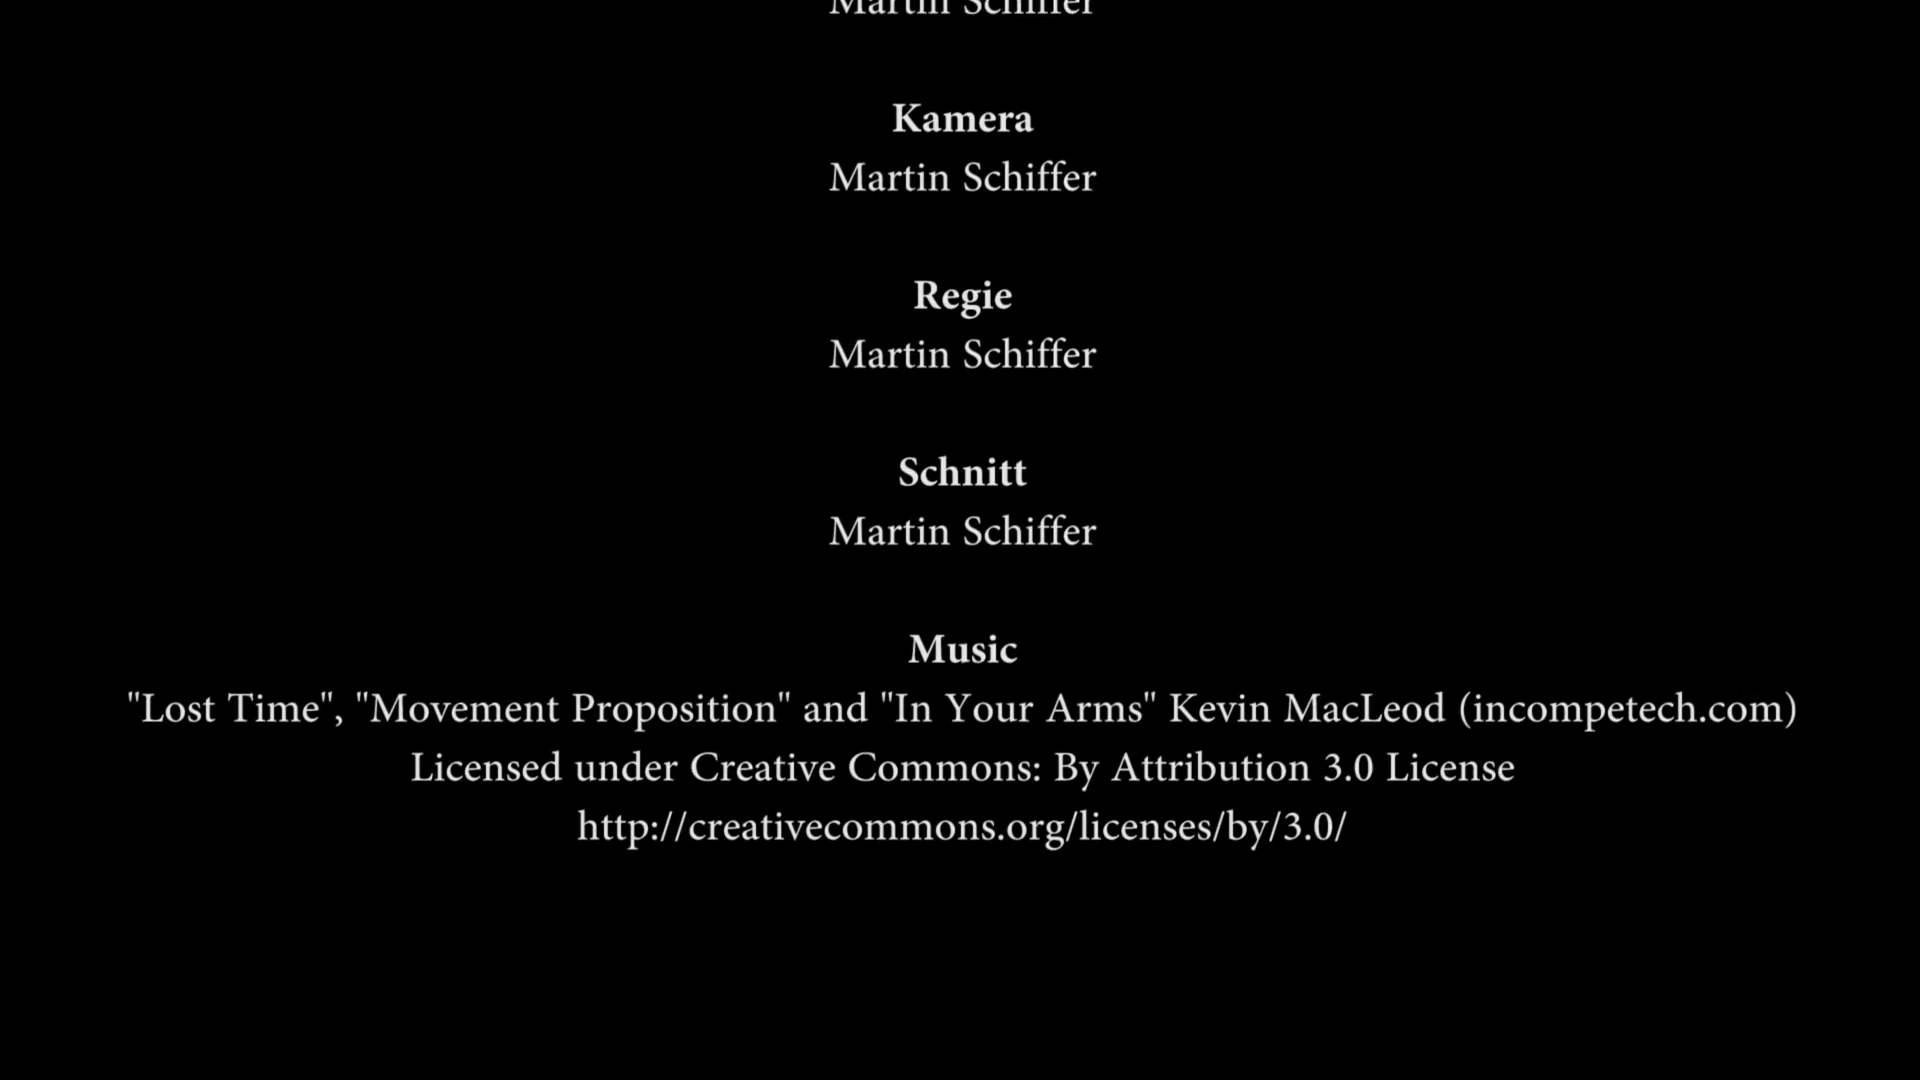 Martin Schiffer
Kamera
Martin Schiffer
Regie
Martin Schiffer
Schnitt
Martin Schiffer
Music
"Lost Time", "Movement Proposition" and "In Your Arms" Kevin MacLeod (incompetech.com)
Licensed under Creative Commons: By Attribution 3.0 License
http://creativecommons.org/licenses/by/3.0/